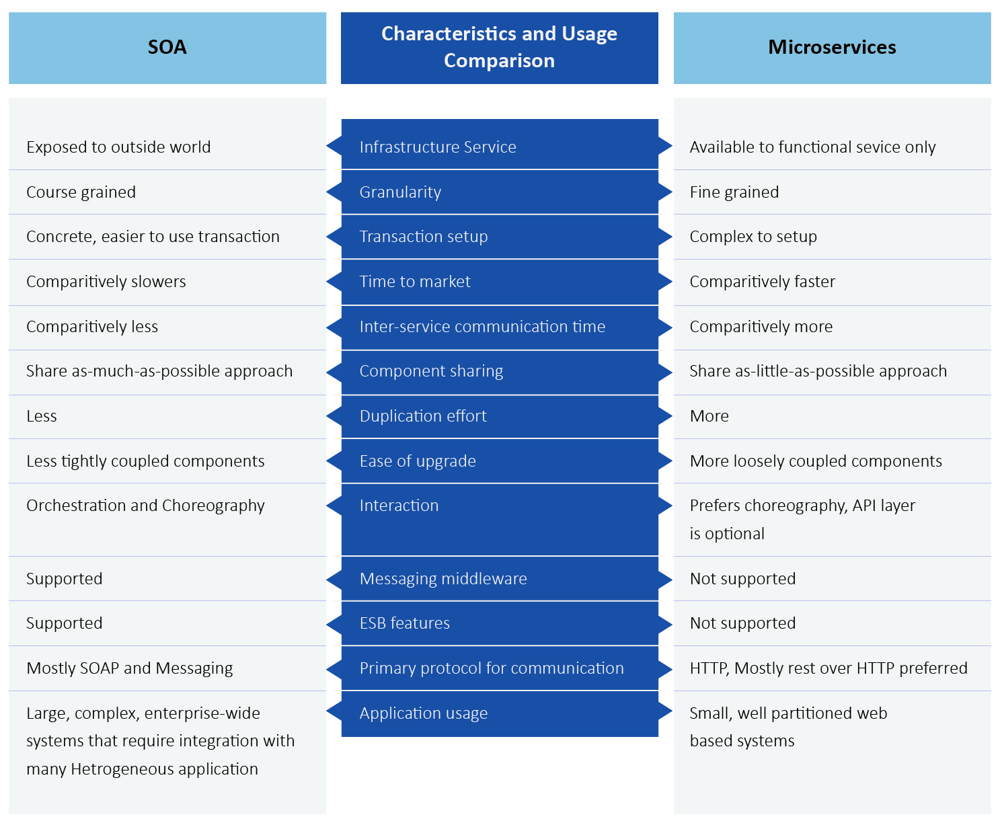 SOA
Characteristics and Usage
Comparison
Microservices
Exposed to outside world
Infrastructure Service
Available to functional sevice only
Course grained
Granularity
Fine grained
Concrete, easier to use transaction
Transaction setup
Complex to setup
Comparitively slowers
Time to market
Comparitively faster
Comparitively less
Inter-service communication time
Comparitively more
Share as-much-as-possible approach
Component sharing
Share as-little-as-possible approach
Less
Duplication effort
More
Less tightly coupled components
Ease of upgrade
More loosely coupled components
Orchestration and Choreography
Interaction
Prefers choreography, API layer
is optional
Supported
Messaging middleware
Not supported
Supported
ESB features
Not supported
Mostly SOAP and Messaging
Primary protocol for communication
HTTP, Mostly rest over HTTP preferred
Large, complex, enterprise-wide
systems that require integration with
many Hetrogeneous application
Application usage
Small, well partitioned web
based systems